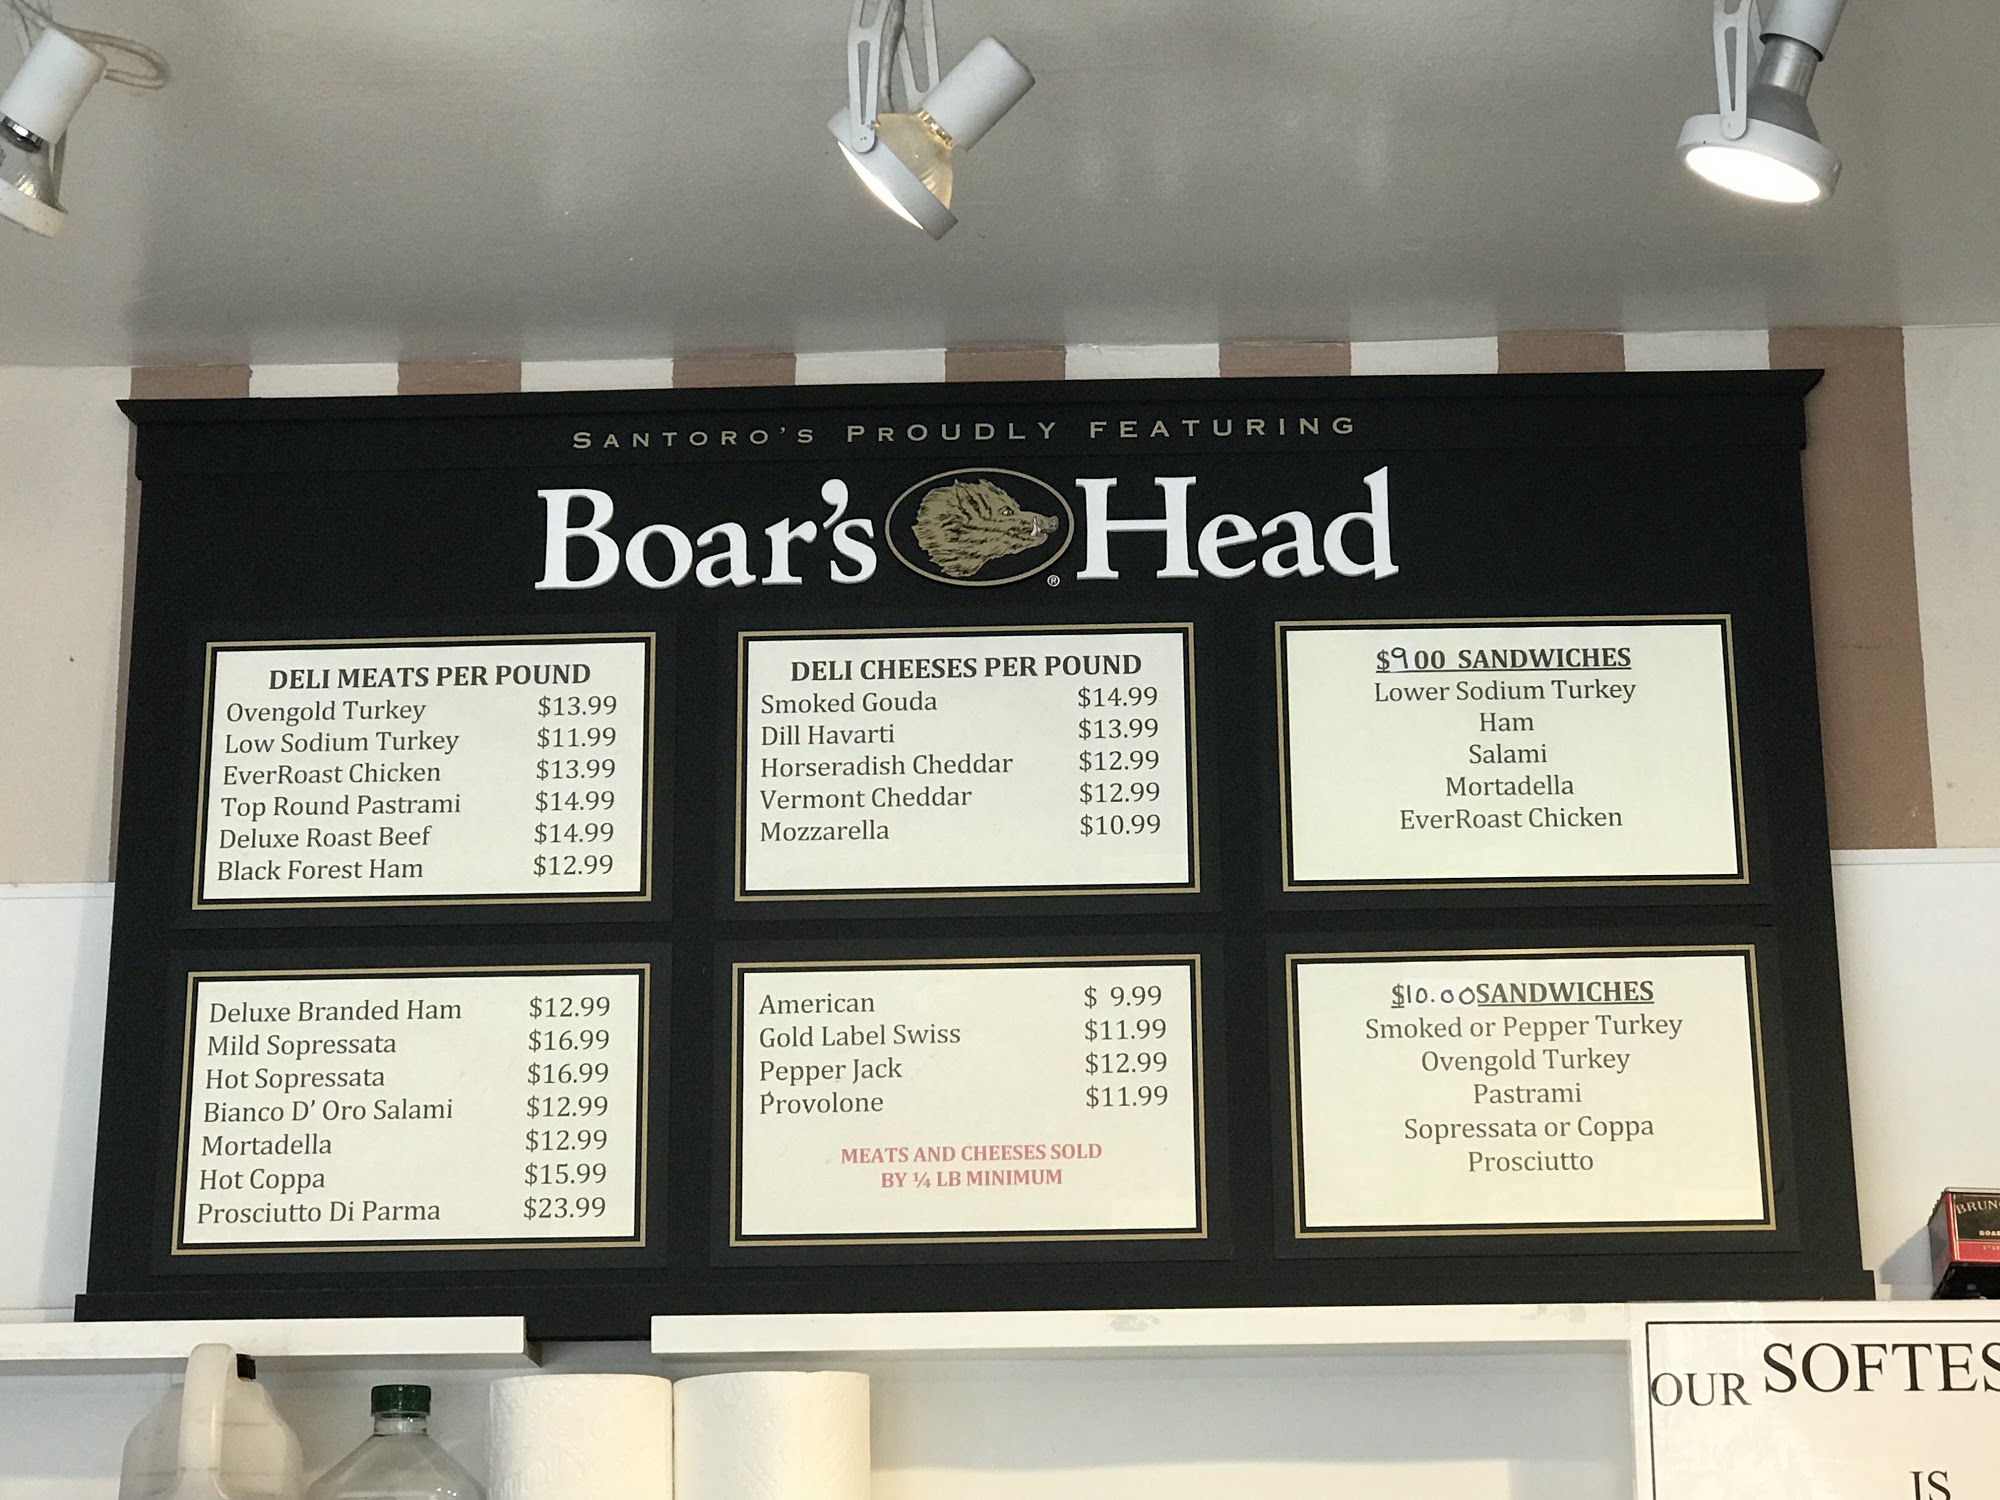 SANTORO'S PROUDLY FEATURING
Boar's Head
®
DELI MEATS PER POUND
Ovengold Turkey $13.99
Low Sodium Turkey $11.99
EverRoast Chicken $13.99
Top Round Pastrami $14.99
Deluxe Roast Beef $14.99
Black Forest Ham $12.99
Deluxe Branded Ham $12.99
Mild Sopressata $16.99
Hot Sopressata $16.99
Bianco D' Oro Salami $12.99
Mortadella $12.99
Hot Coppa $15.99
Prosciutto Di Parma $23.99
DELI CHEESES PER POUND
Smoked Gouda $14.99
Dill Havarti $13.99
Horseradish Cheddar $12.99
Vermont Cheddar $12.99
Mozzarella $10.99
American $ 9.99
Gold Label Swiss $11.99
Pepper Jack $12.99
Provolone $11.99
MEATS AND CHEESES SOLD
BY ¼ LB MINIMUM
$900 SANDWICHES
Lower Sodium Turkey
Ham
Salami
Mortadella
EverRoast Chicken
$10.00SANDWICHES
Smoked or Pepper Turkey
Ovengold Turkey
Pastrami
Sopressata or Coppa
Prosciutto
BRUN
OUR SOFTES
IS